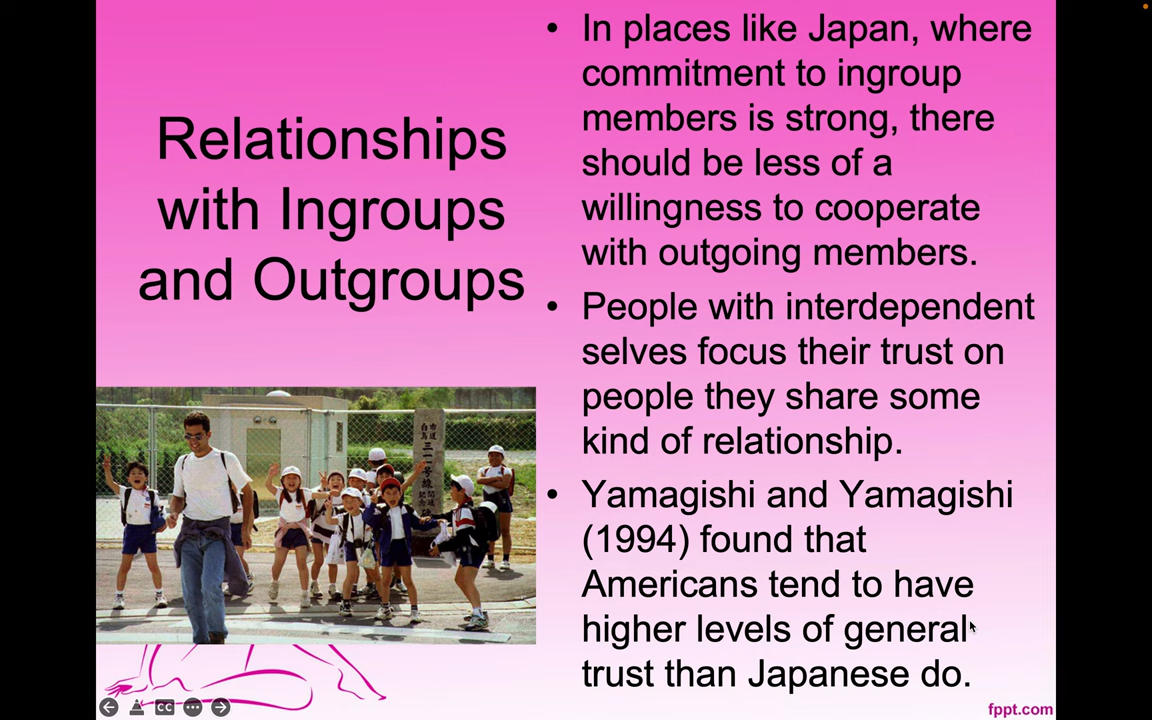 Relationships
with Ingroups
and Outgroups
• In places like Japan, where
commitment to ingroup
members is strong, there
should be less of a
willingness to cooperate
with outgoing members.
• People with interdependent
selves focus their trust on
people they share some
kind of relationship.
• Yamagishi and Yamagishi
(1994) found that
Americans tend to have
higher levels of general
trust than Japanese do.
CC
fppt.com